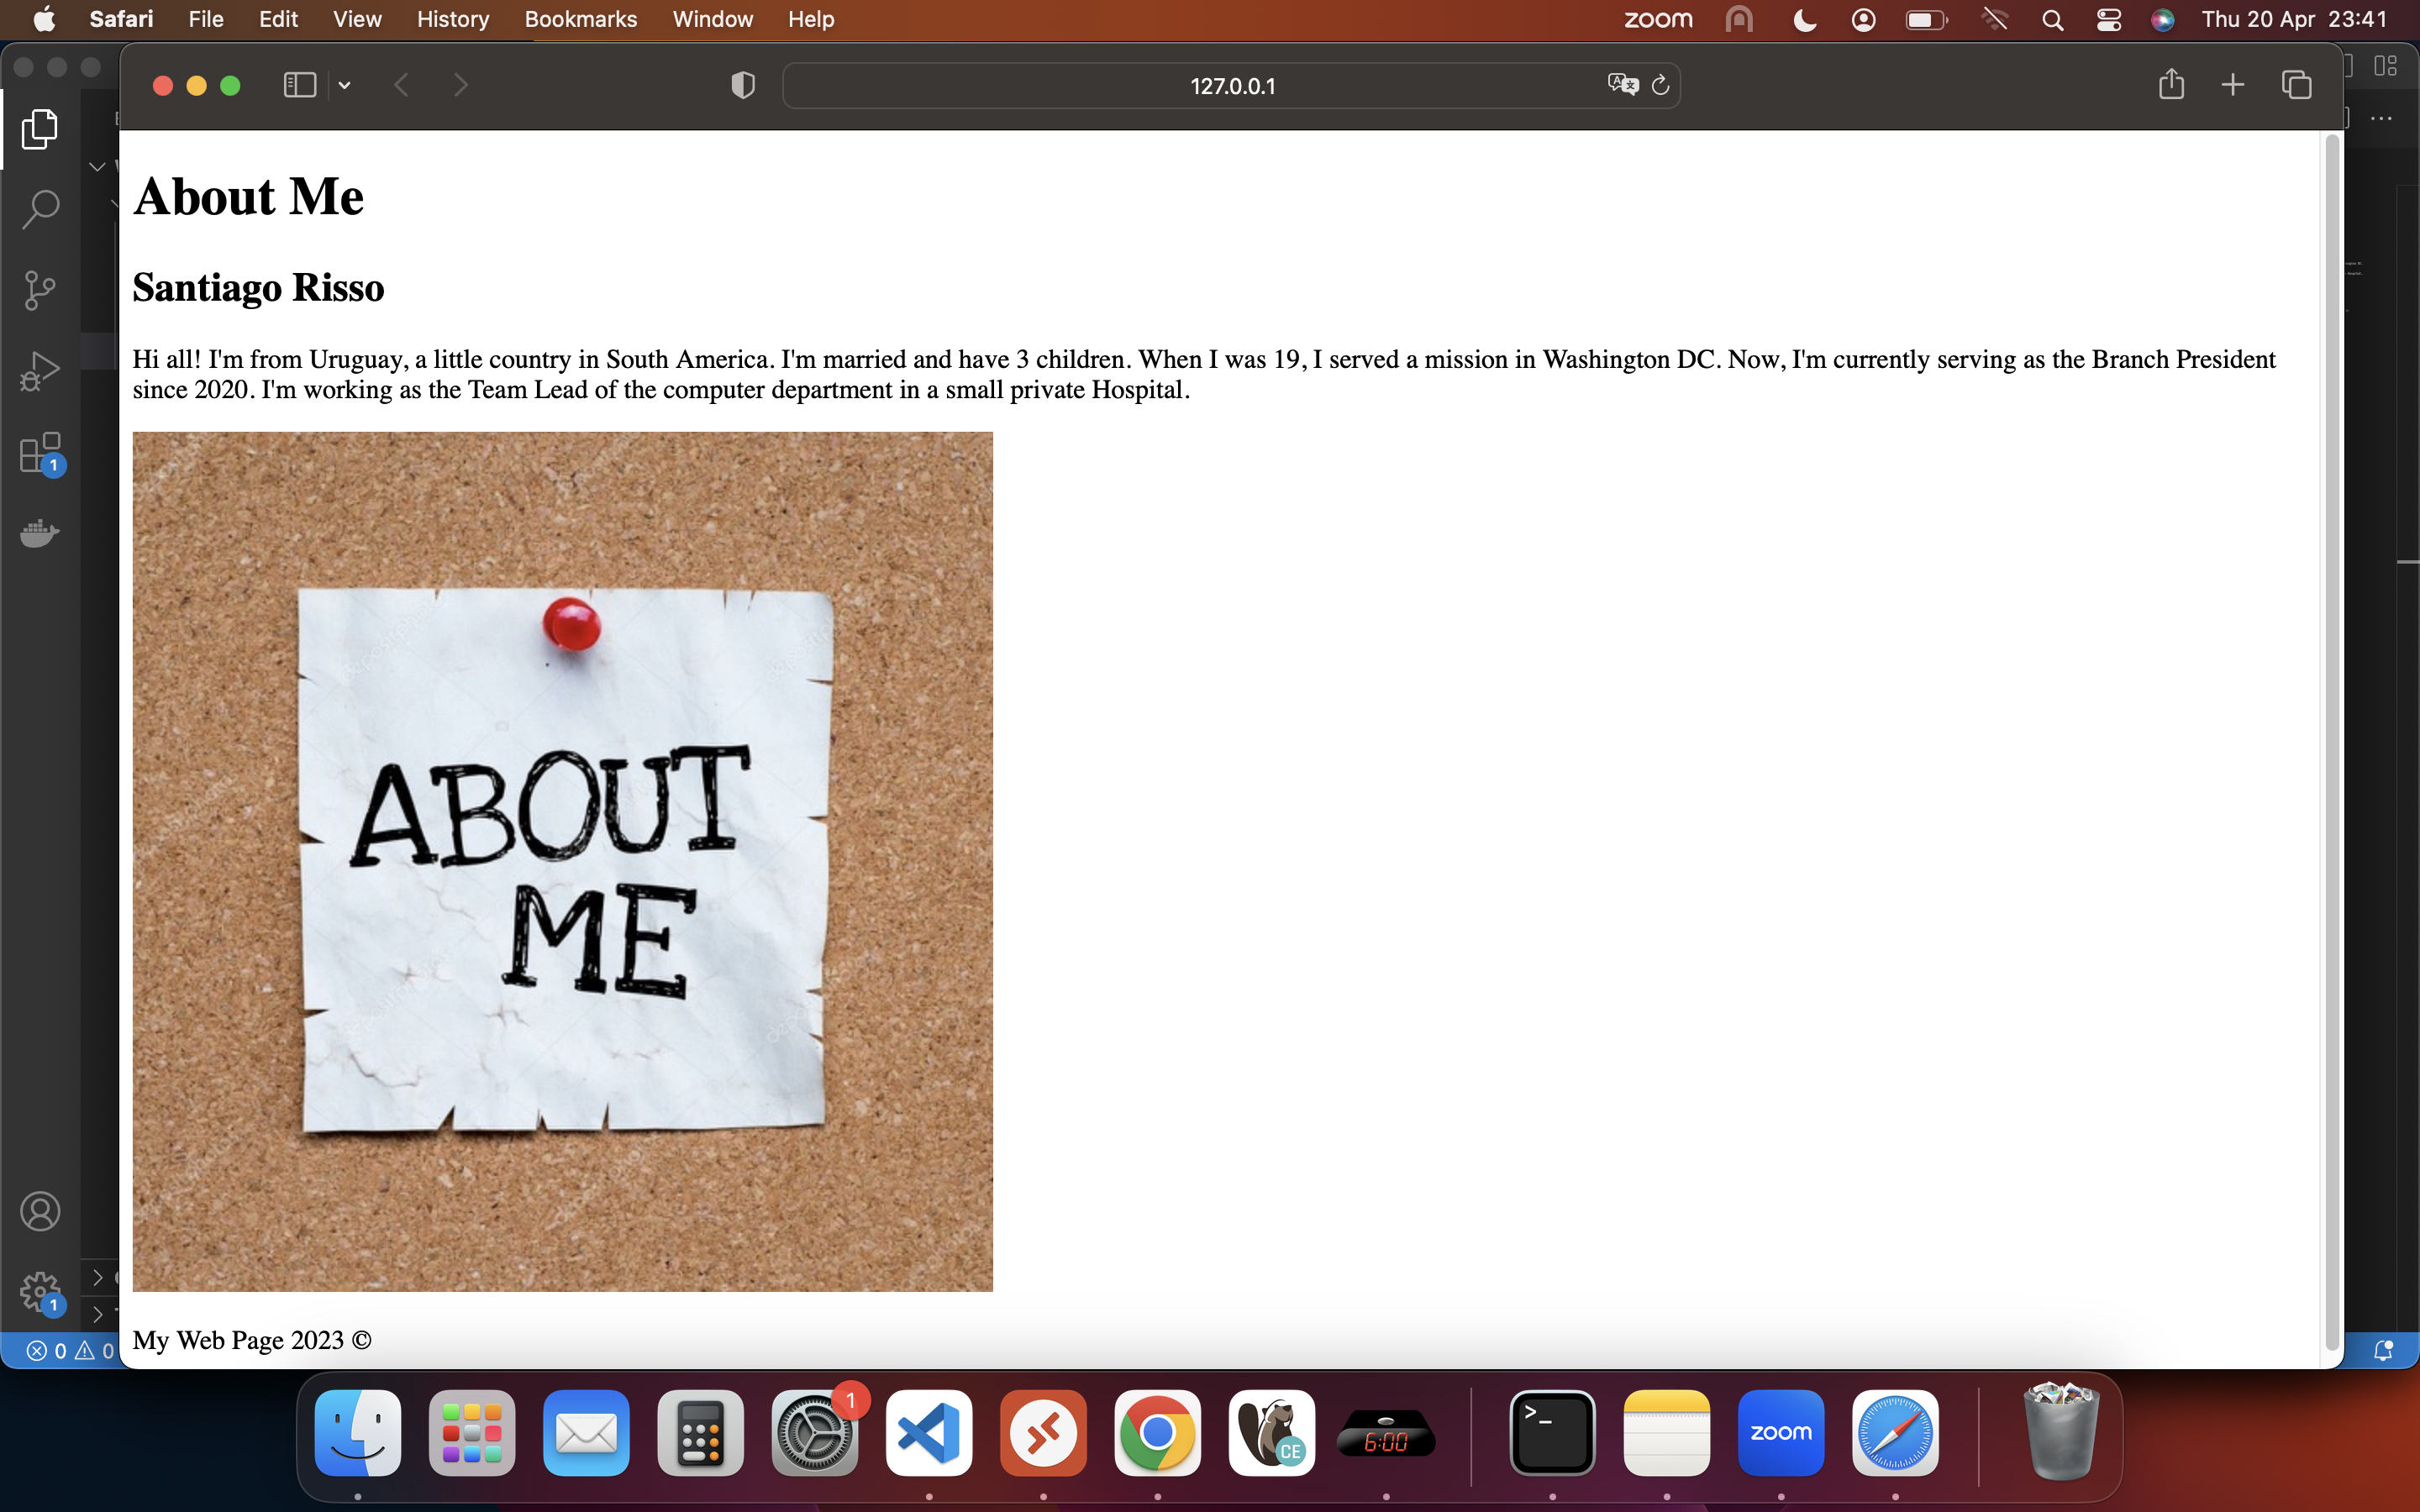 Safari File Edit View History Bookmarks Window Help zoom Thu 20 Apr 23:41
127.0.0.1
About Me
Santiago Risso
Hi all! I'm from Uruguay, a little country in South America. I'm married and have 3 children. When I was 19, I served a mission in Washington DC. Now, I'm currently serving as the Branch President
since 2020. I'm working as the Team Lead of the computer department in a small private Hospital.
1
ABOUT
ME
1
My Web Page 2023 ©
0 0
1
CE
6:00
>_
zoom